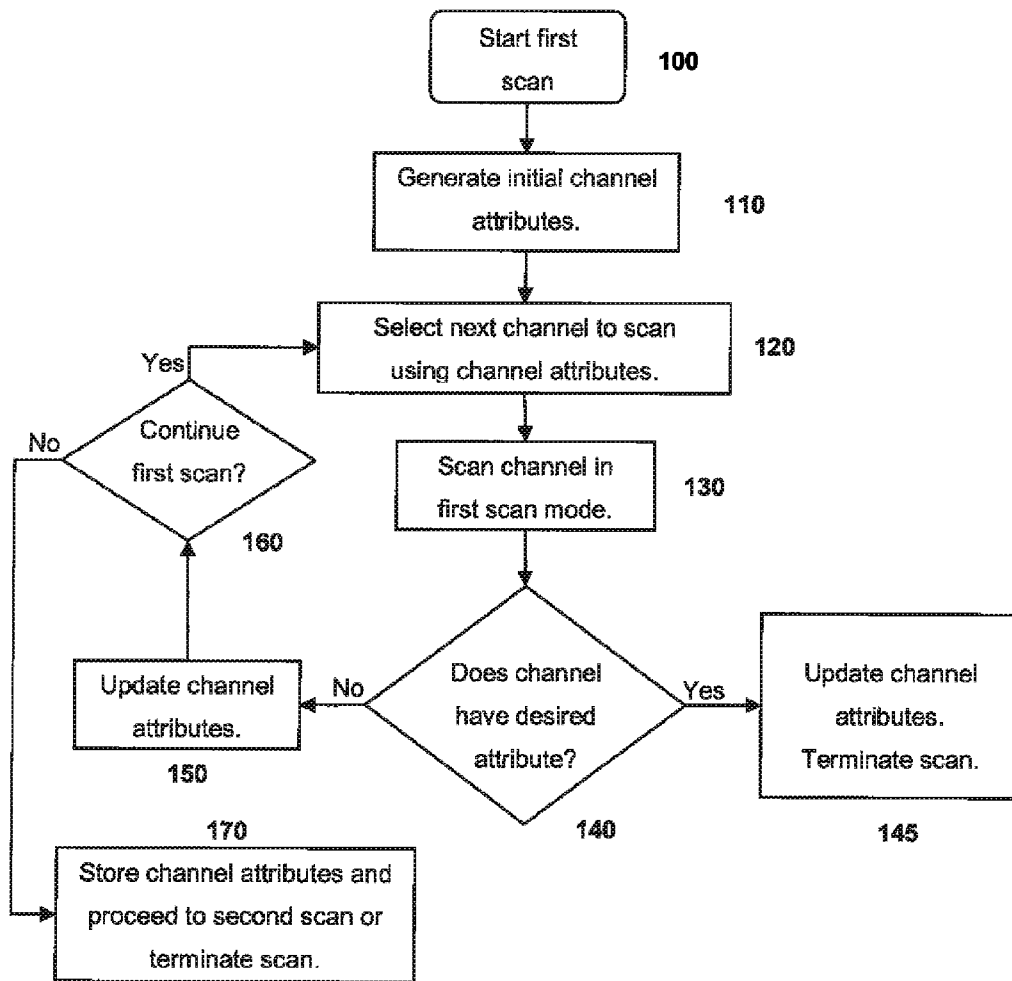 Start first
scan
100
Generate initial channel
attributes.
110
Select next channel to scan
using channel attributes.
120
Yes
No
Continue
first scan?
160
Scan channel in
first scan mode.
130
Update channel
attributes.
150
No
Does channel
have desired
attribute?
140
Yes
Update channel
attributes.
Terminate scan.
145
170
Store channel attributes and
proceed to second scan or
terminate scan.